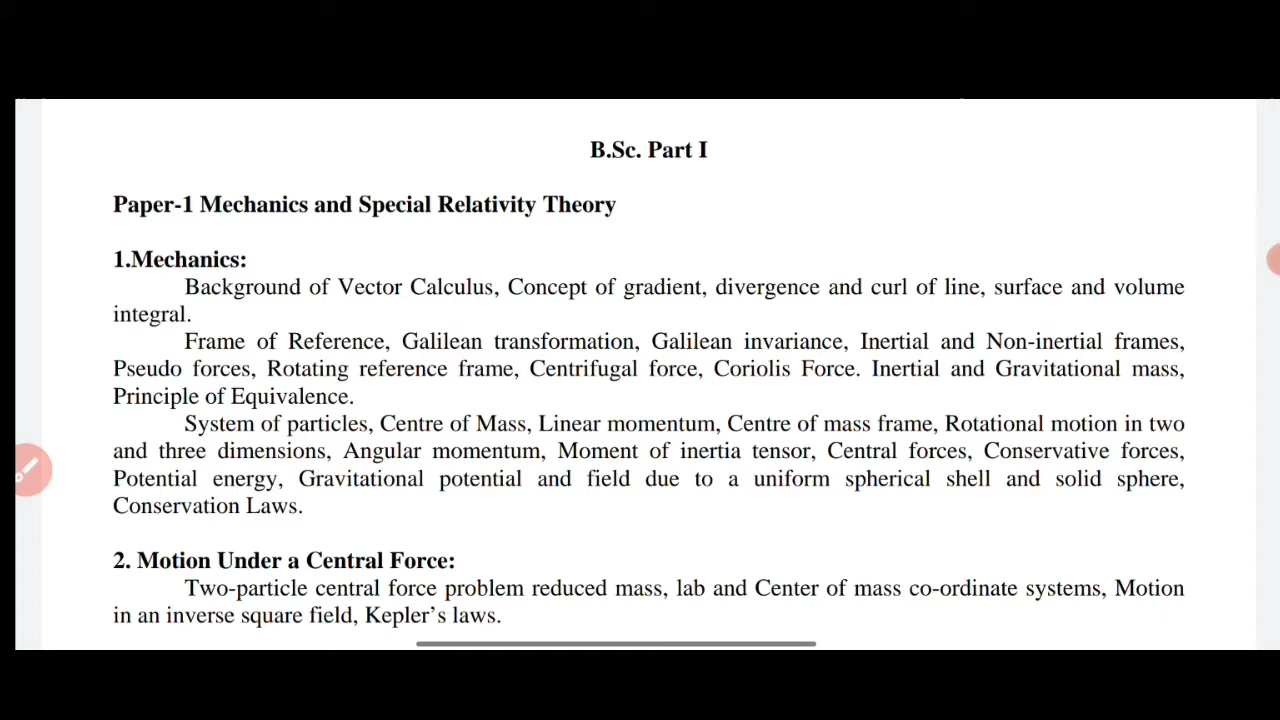 B.Sc. Part I
Paper-1 Mechanics and Special Relativity Theory
1.Mechanics:
Background of Vector Calculus, Concept of gradient, divergence and curl of line, surface and volume
integral.
Frame of Reference, Galilean transformation, Galilean invariance, Inertial and Non-inertial frames,
Pseudo forces, Rotating reference frame, Centrifugal force, Coriolis Force. Inertial and Gravitational mass,
Principle of Equivalence.
System of particles, Centre of Mass, Linear momentum, Centre of mass frame, Rotational motion in two
and three dimensions, Angular momentum, Moment of inertia tensor, Central forces, Conservative forces,
Potential energy, Gravitational potential and field due to a uniform spherical shell and solid sphere,
Conservation Laws.
2. Motion Under a Central Force:
Two-particle central force problem reduced mass, lab and Center of mass co-ordinate systems, Motion
in an inverse square field, Kepler’s laws.